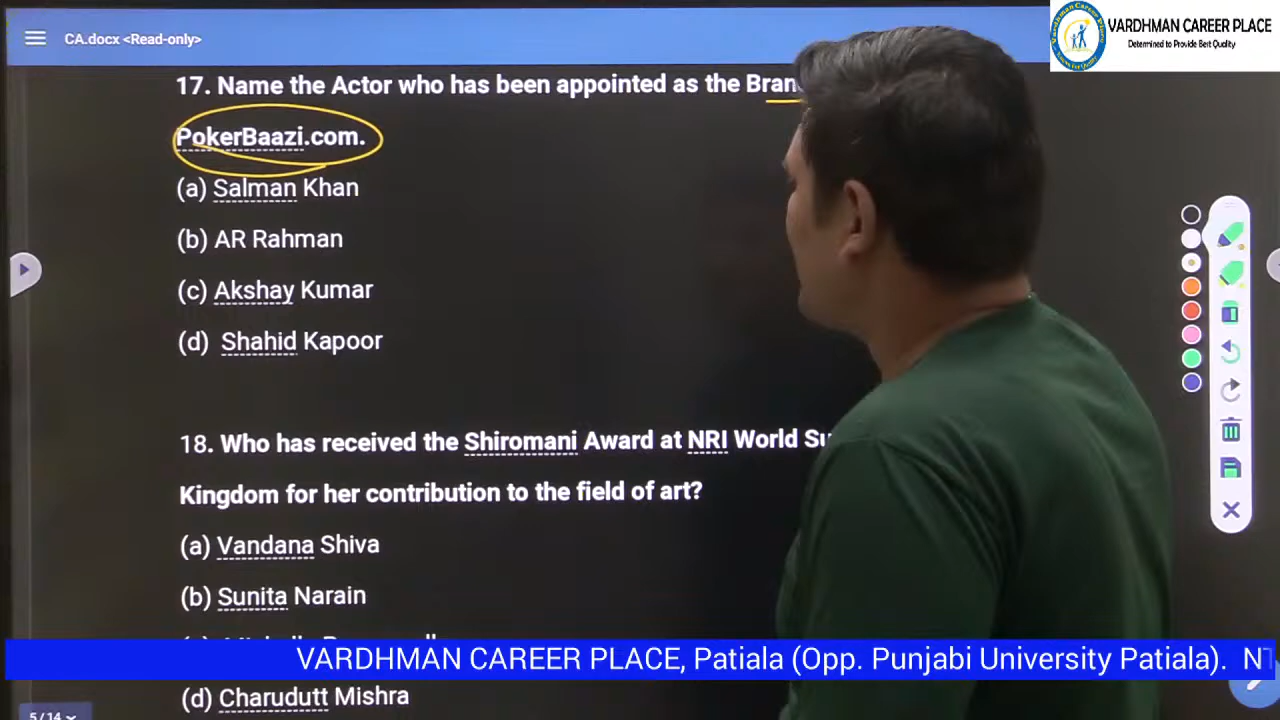 CA.docx <Read-only>
VARDHMAN CAREER PLACE
Determined to Provide Bert Quality
17. Name the Actor who has been appointed as the
PokerBaazi.com.
(a) Salman Khan
(b) AR Rahman
(c) Akshay Kumar
(d) Shahid Kapoor
18. Who has received the Shiromani Award at NRI World
Kingdom for her contribution to the field of art?
(a) Vandana Shiva
(b) Sunita Narain
(d) Charudutt Mishra
VARDHMAN CAREER PLACE, Patiala (Opp. Punjabi University Patiala).
5/14